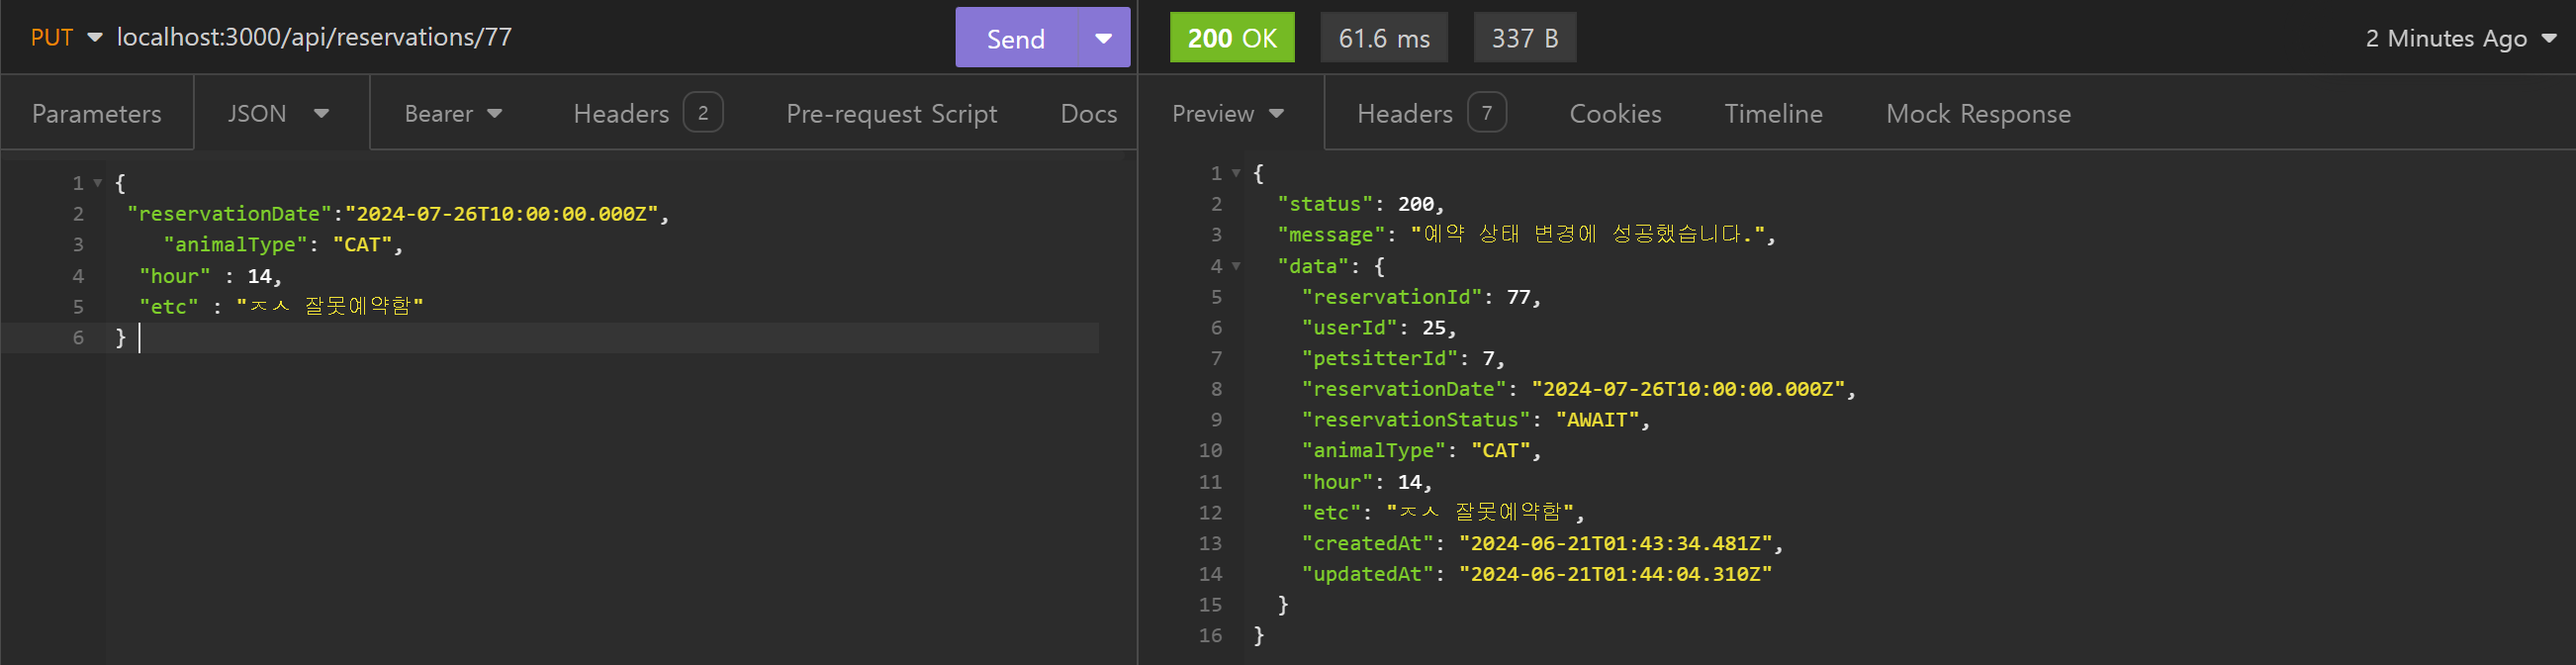 PUT localhost:3000/api/reservations/77 Send
200 OK 61.6 ms 337 B 2 Minutes Ago
Parameters JSON Bearer Headers 2 Pre-request Script Docs
Preview Headers 7 Cookies Timeline Mock Response
1 {
2 "reservationDate":"2024-07-26T10:00:00.000Z",
3 "animalType": "CAT",
4 "hour" : 14,
5 "etc" : "ㅈㅅ 잘못예약함"
6 }
1 {
2 "status": 200,
3 "message": "예약 상태 변경에 성공했습니다.",
4 "data": {
5 "reservationId": 77,
6 "userId": 25,
7 "petsitterId": 7,
8 "reservationDate": "2024-07-26T10:00:00.000Z",
9 "reservationStatus": "AWAIT",
10 "animalType": "CAT",
11 "hour": 14,
12 "etc": "ㅈㅅ 잘못예약함",
13 "createdAt": "2024-06-21T01:43:34.481Z",
14 "updatedAt": "2024-06-21T01:44:04.310Z"
15 }
16 }